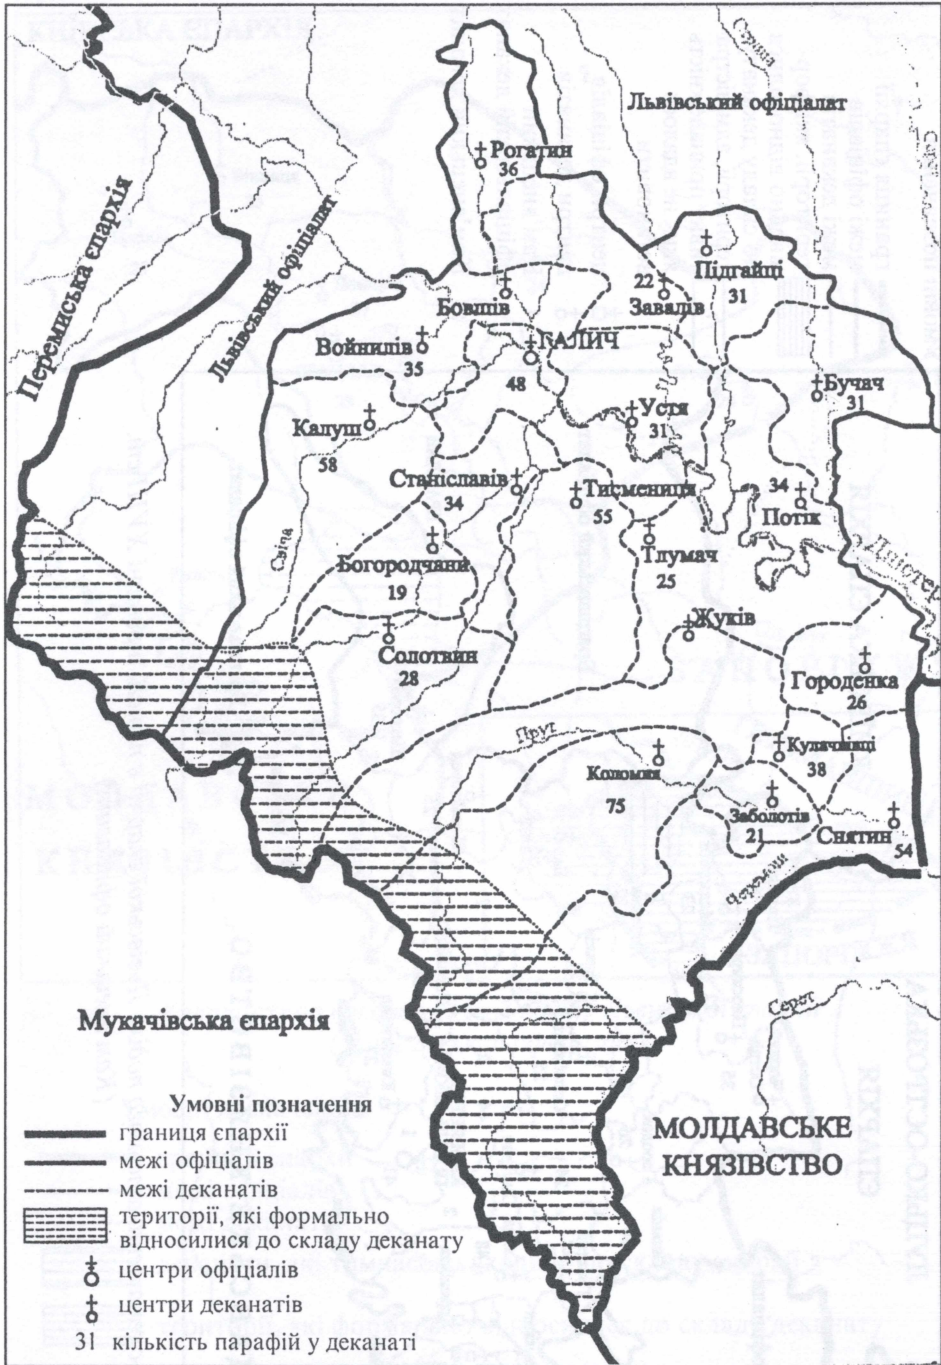 Серина
Львівський офіціалат
Рогатин
36
Перемиська єпархія
Львівський офіціалат
Підгайці
31
Бовшів
22
Завалів
Войнилів
35
ГАЛИЧ
48
Бучач
31
Устя
31
Калуш
58
Станіславів
34
Тисмениця
55
34
Потік
Тлумач
25
Дністер
Свіча
Богородчани
19
Жуків
Солотвин
28
Городенка
26
Прут
Коломия
75
Кулачківці
38
Заболотів
21
Снятин
54
Черемош
Серет
Мукачівська єпархія
МОЛДАВСЬКЕ
КНЯЗІВСТВО
Умовні позначення
границя єпархії
межі офіціалів
межі деканатів
території, які формально
відносилися до складу деканату
центри офіціалів
центри деканатів
31 кількість парафій у деканаті